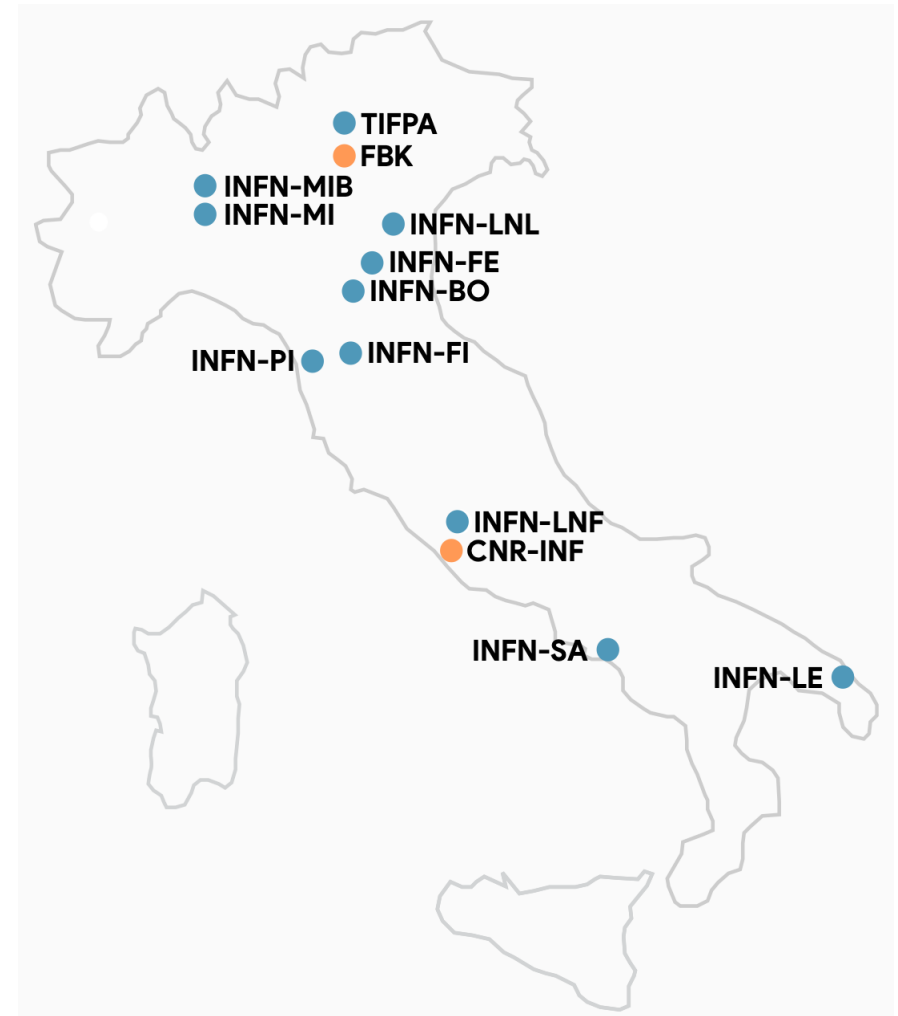 TIFPA
FBK
INFN-MIB
INFN-MI
INFN-LNL
INFN-FE
INFN-BO
INFN-PI
INFN-FI
INFN-LNF
CNR-INF
INFN-SA
INFN-LE